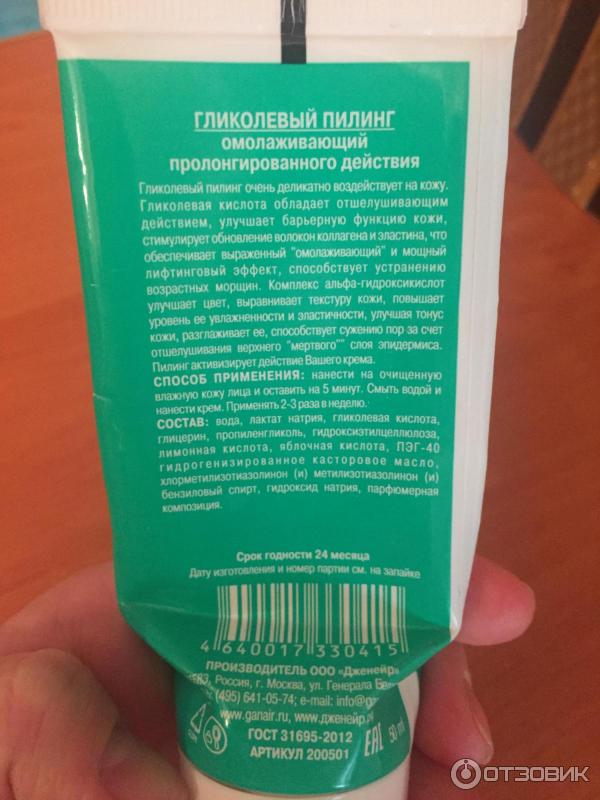 ГЛИКОЛЕВЫЙ ПИЛИНГ
омолаживающий
пролонгированного действия
Гликолевый пилинг очень деликатно воздействует на кожу.
Гликолевая кислота обладает отшелушивающим
действием, улучшает барьерную функцию кожи,
стимулирует обновление волокон коллагена и эластина, что
обеспечивает выраженный "омолаживающий" и мощный
лифтинговый эффект, способствует устранению
возрастных морщин. Комплекс альфа-гидроксикислот
улучшает цвет, выравнивает текстуру кожи, повышает
уровень ее увлажненности и эластичности, улучшая тонус
кожи, разглаживает ее, способствует сужению пор за счет
отшелушивания верхнего "мертвого"" слоя эпидермиса.
Пилинг активизирует действие Вашего крема.
СПОСОБ ПРИМЕНЕНИЯ: нанести на очищенную
влажную кожу лица и оставить на 5 минут. Смыть водой и
нанести крем. Применять 2-3 раза в неделю.
СОСТАВ: вода, лактат натрия, гликолевая кислота,
глицерин, пропиленгликоль, гидроксиэтилцеллюлоза,
лимонная кислота, яблочная кислота, ПЭГ-40
гидрогенизированное касторовое масло,
хлорметилизотиазолинон (и) метилизотиазолинон (и)
бензиловый спирт, гидроксид натрия, парфюмерная
композиция.
Срок годности 24 месяца
Дату изготовления и номер партии см. на запайке
4 640017 330415
ПРОИЗВОДИТЕЛЬ ООО «Дженейр»
Россия, г. Москва, ул. Генерала
(495) 641-05-74; e-mail: info@
www.ganair.ru, www.дженейр.
ГОСТ 31695-2012
АРТИКУЛ 200501
EAC
50 ml
ОТЗОВИК